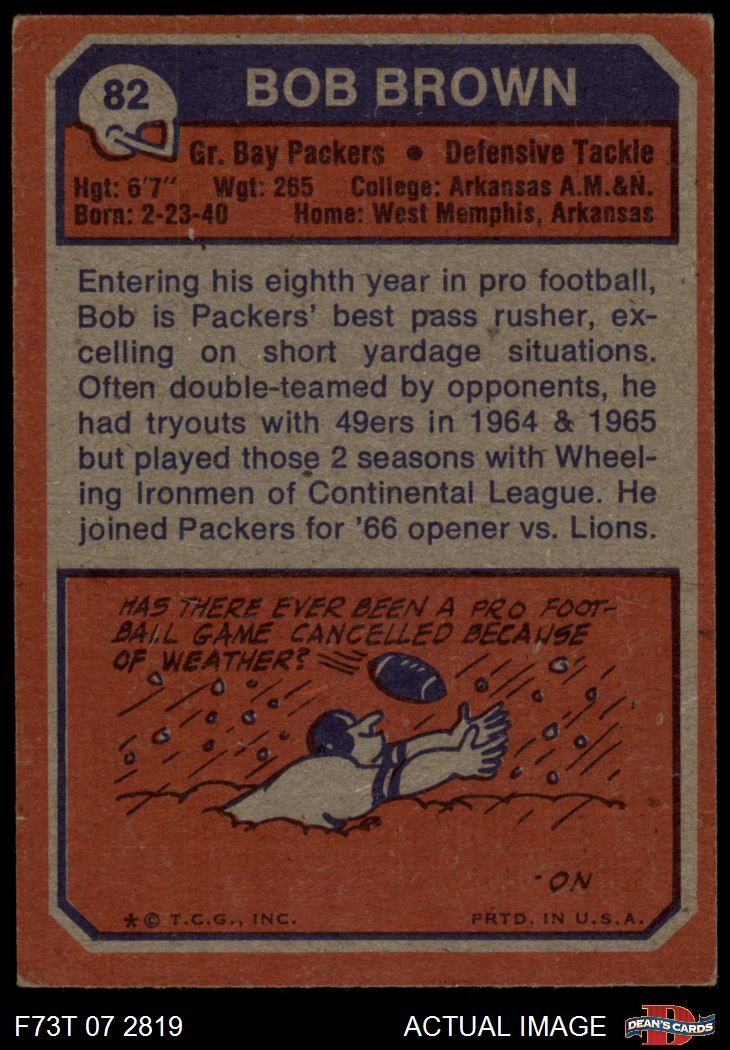 82
BOB BROWN
Gr. Bay Packers • Defensive Tackle
Hgt: 6'7" Wgt: 265 College: Arkansas A.M.&N.
Born: 2-23-40 Home: West Memphis, Arkansas
Entering his eighth year in pro football,
Bob is Packers' best pass rusher, ex-
celling on short yardage situations.
Often double-teamed by opponents, he
had tryouts with 49ers in 1964 & 1965
but played those 2 seasons with Wheel-
ing Ironmen of Continental League. He
joined Packers for '66 opener vs. Lions.
HAS THERE EVER BEEN A PRO FOOT-
BALL GAME CANCELLED BECAUSE
OF WEATHER?
·ON
* © T.C.G., INC. PRTD. IN U.S.A.
F73T 07 2819 ACTUAL IMAGE
D
DEAN'S CARDS